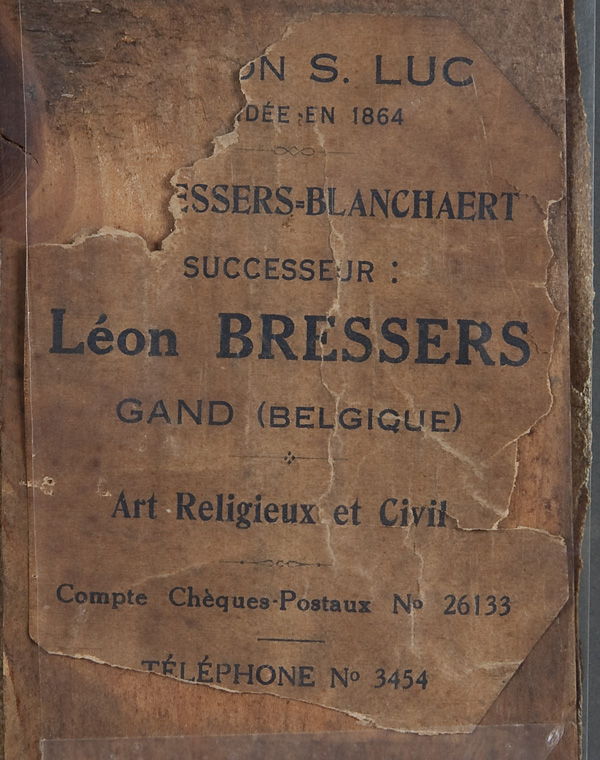 ON S. LUC
DÉE EN 1864
ESSERS=BLANCHAERT
SUCCESSEUR :
Léon BRESSERS
GAND (BELGIQUE)
Art Religieux et Civil
Compte Chèques-Postaux No 26133
TÉLÉPHONE No 3454